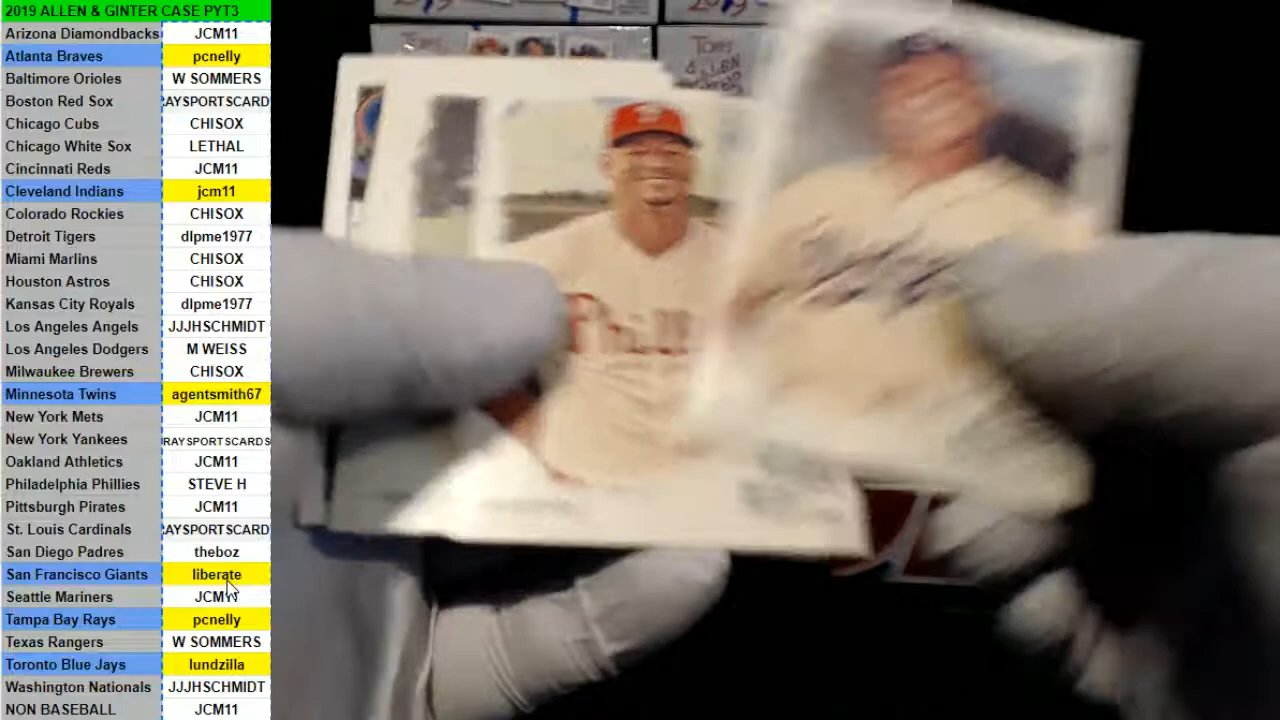 2019 ALLEN & GINTER CASE PYT3
Arizona Diamondbacks JCM11
Atlanta Braves pcnelly
Baltimore Orioles W SOMMERS
Boston Red Sox RAYSPORTSCARD
Chicago Cubs CHISOX
Chicago White Sox LETHAL
Cincinnati Reds JCM11
Cleveland Indians jcm11
Colorado Rockies CHISOX
Detroit Tigers dlpme1977
Miami Marlins CHISOX
Houston Astros CHISOX
Kansas City Royals dlpme1977
Los Angeles Angels JJJHSCHMIDT
Los Angeles Dodgers M WEISS
Milwaukee Brewers CHISOX
Minnesota Twins agentsmith67
New York Mets JCM11
New York Yankees RAYSPORTSCARDS
Oakland Athletics JCM11
Philadelphia Phillies STEVE H
Pittsburgh Pirates JCM11
St. Louis Cardinals RAYSPORTSCARD
San Diego Padres theboz
San Francisco Giants liberate
Seattle Mariners JCM11
Tampa Bay Rays pcnelly
Texas Rangers W SOMMERS
Toronto Blue Jays lundzilla
Washington Nationals JJJHSCHMIDT
NON BASEBALL JCM11